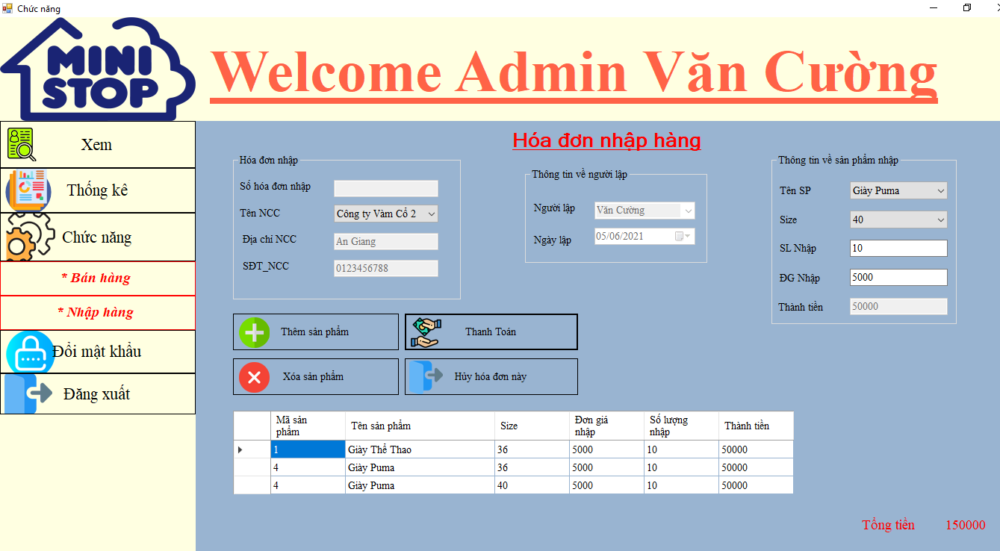 Chức năng
MINI
STOP
Welcome Admin Văn Cường
Xem
Thống kê
Chức năng
* Bán hàng
* Nhập hàng
Đổi mật khẩu
Đăng xuất
Hóa đơn nhập hàng
Hóa đơn nhập
Số hóa đơn nhập
Tên NCC Công ty Vàm Cổ 2
Địa chỉ NCC An Giang
SĐT_NCC 0123456788
Thông tin về người lập
Người lập Văn Cường
Ngày lập 05/06/2021
Thông tin về sản phẩm nhập
Tên SP Giày Puma
Size 40
SL Nhập 10
ĐG Nhập 5000
Thành tiền 50000
Thêm sản phẩm
Thanh Toán
Xóa sản phẩm
Hủy hóa đơn này
Mã sản phẩm Tên sản phẩm Size Đơn giá nhập Số lượng nhập Thành tiền
1 Giày Thể Thao 36 5000 10 50000
4 Giày Puma 36 5000 10 50000
4 Giày Puma 40 5000 10 50000
Tổng tiền 150000